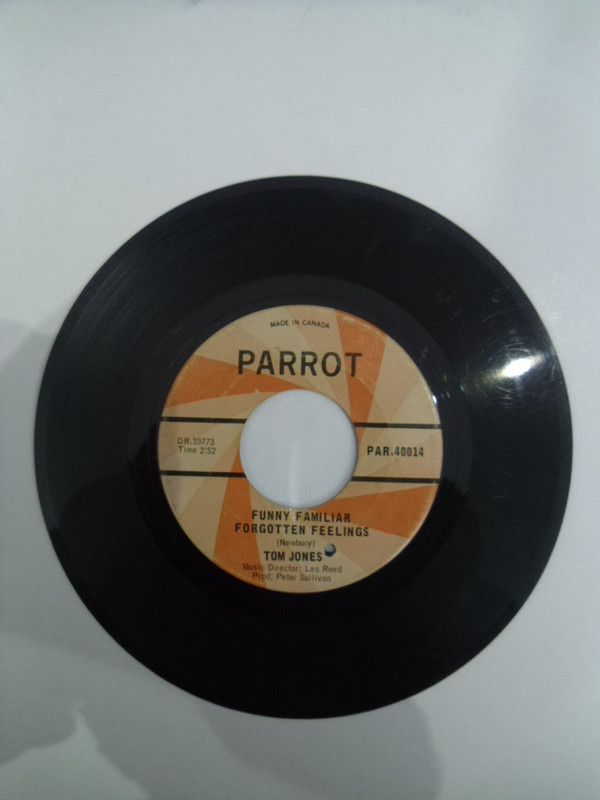 MADE IN CANADA
PARROT
DR.39773
Time 2:52
PAR.40014
FUNNY FAMILIAR
FORGOTTEN FEELINGS
(Newbury)
TOM JONES
Music Director: Les Reed
Prod; Peter Sullivan